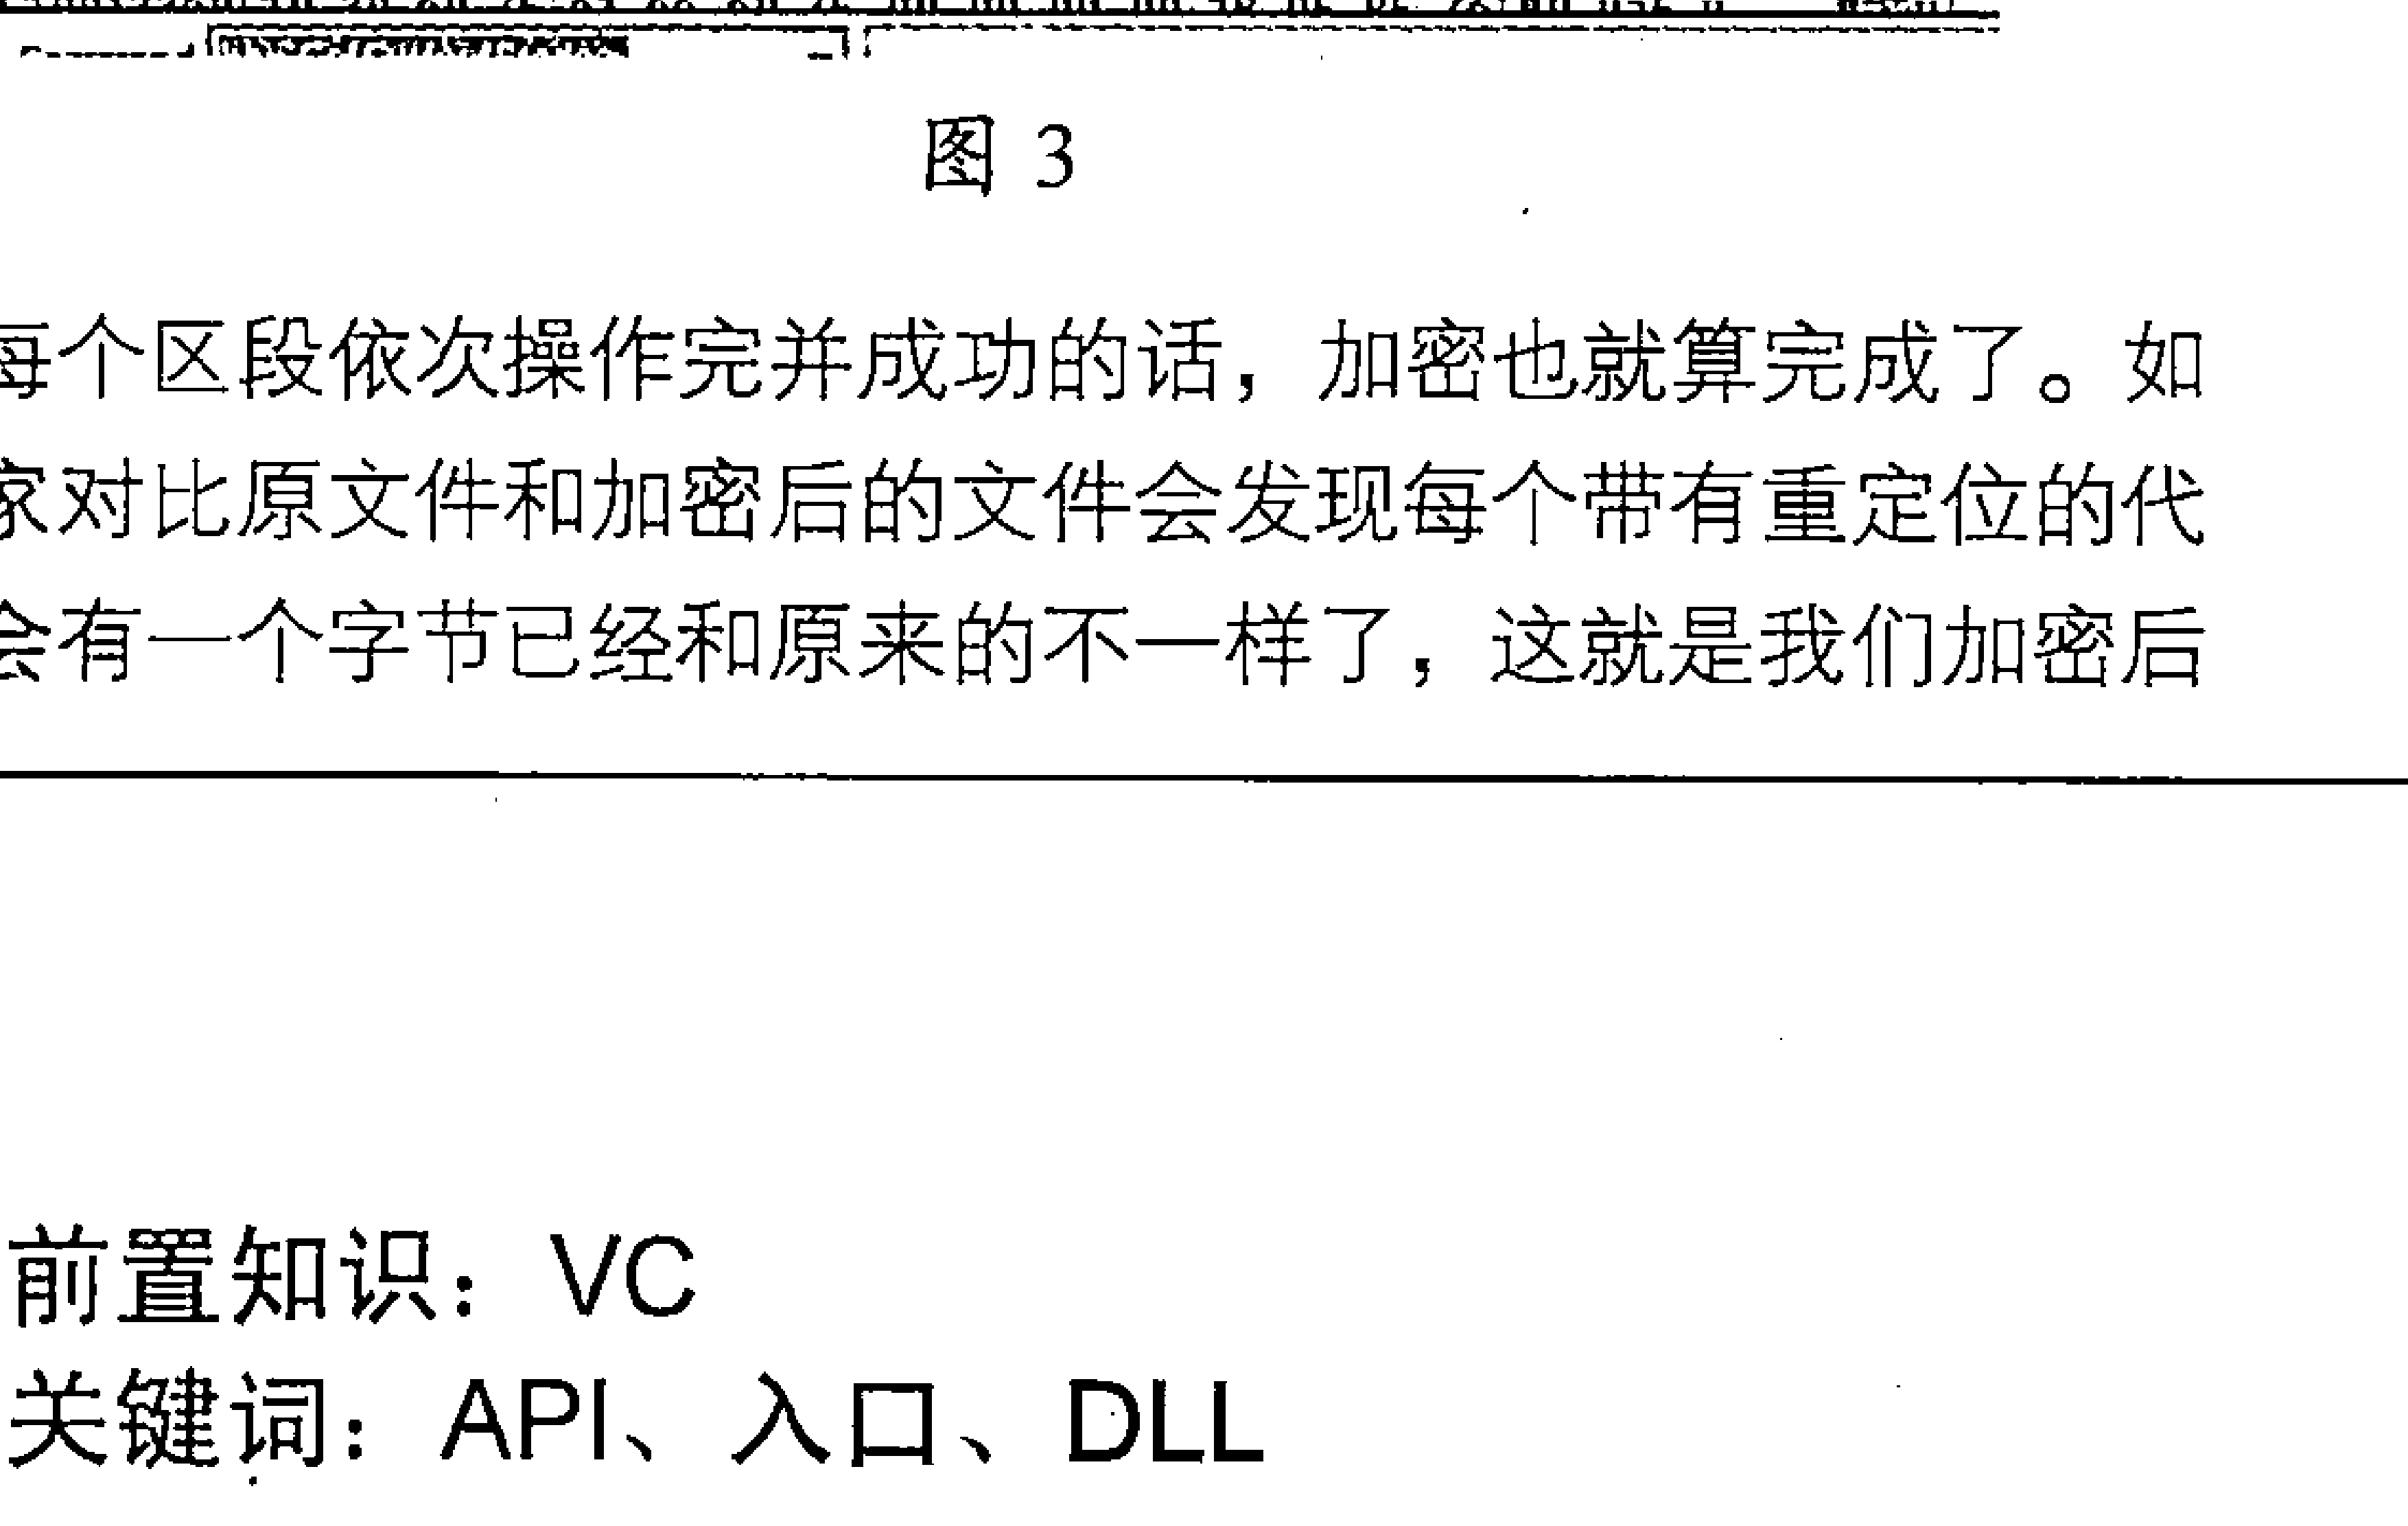 图 3
每个区段依次操作完并成功的话，加密也就算完成了。如
家对比原文件和加密后的文件会发现每个带有重定位的代
会有一个字节已经和原来的不一样了，这就是我们加密后
前置知识：VC
关键词：API、入口、DLL